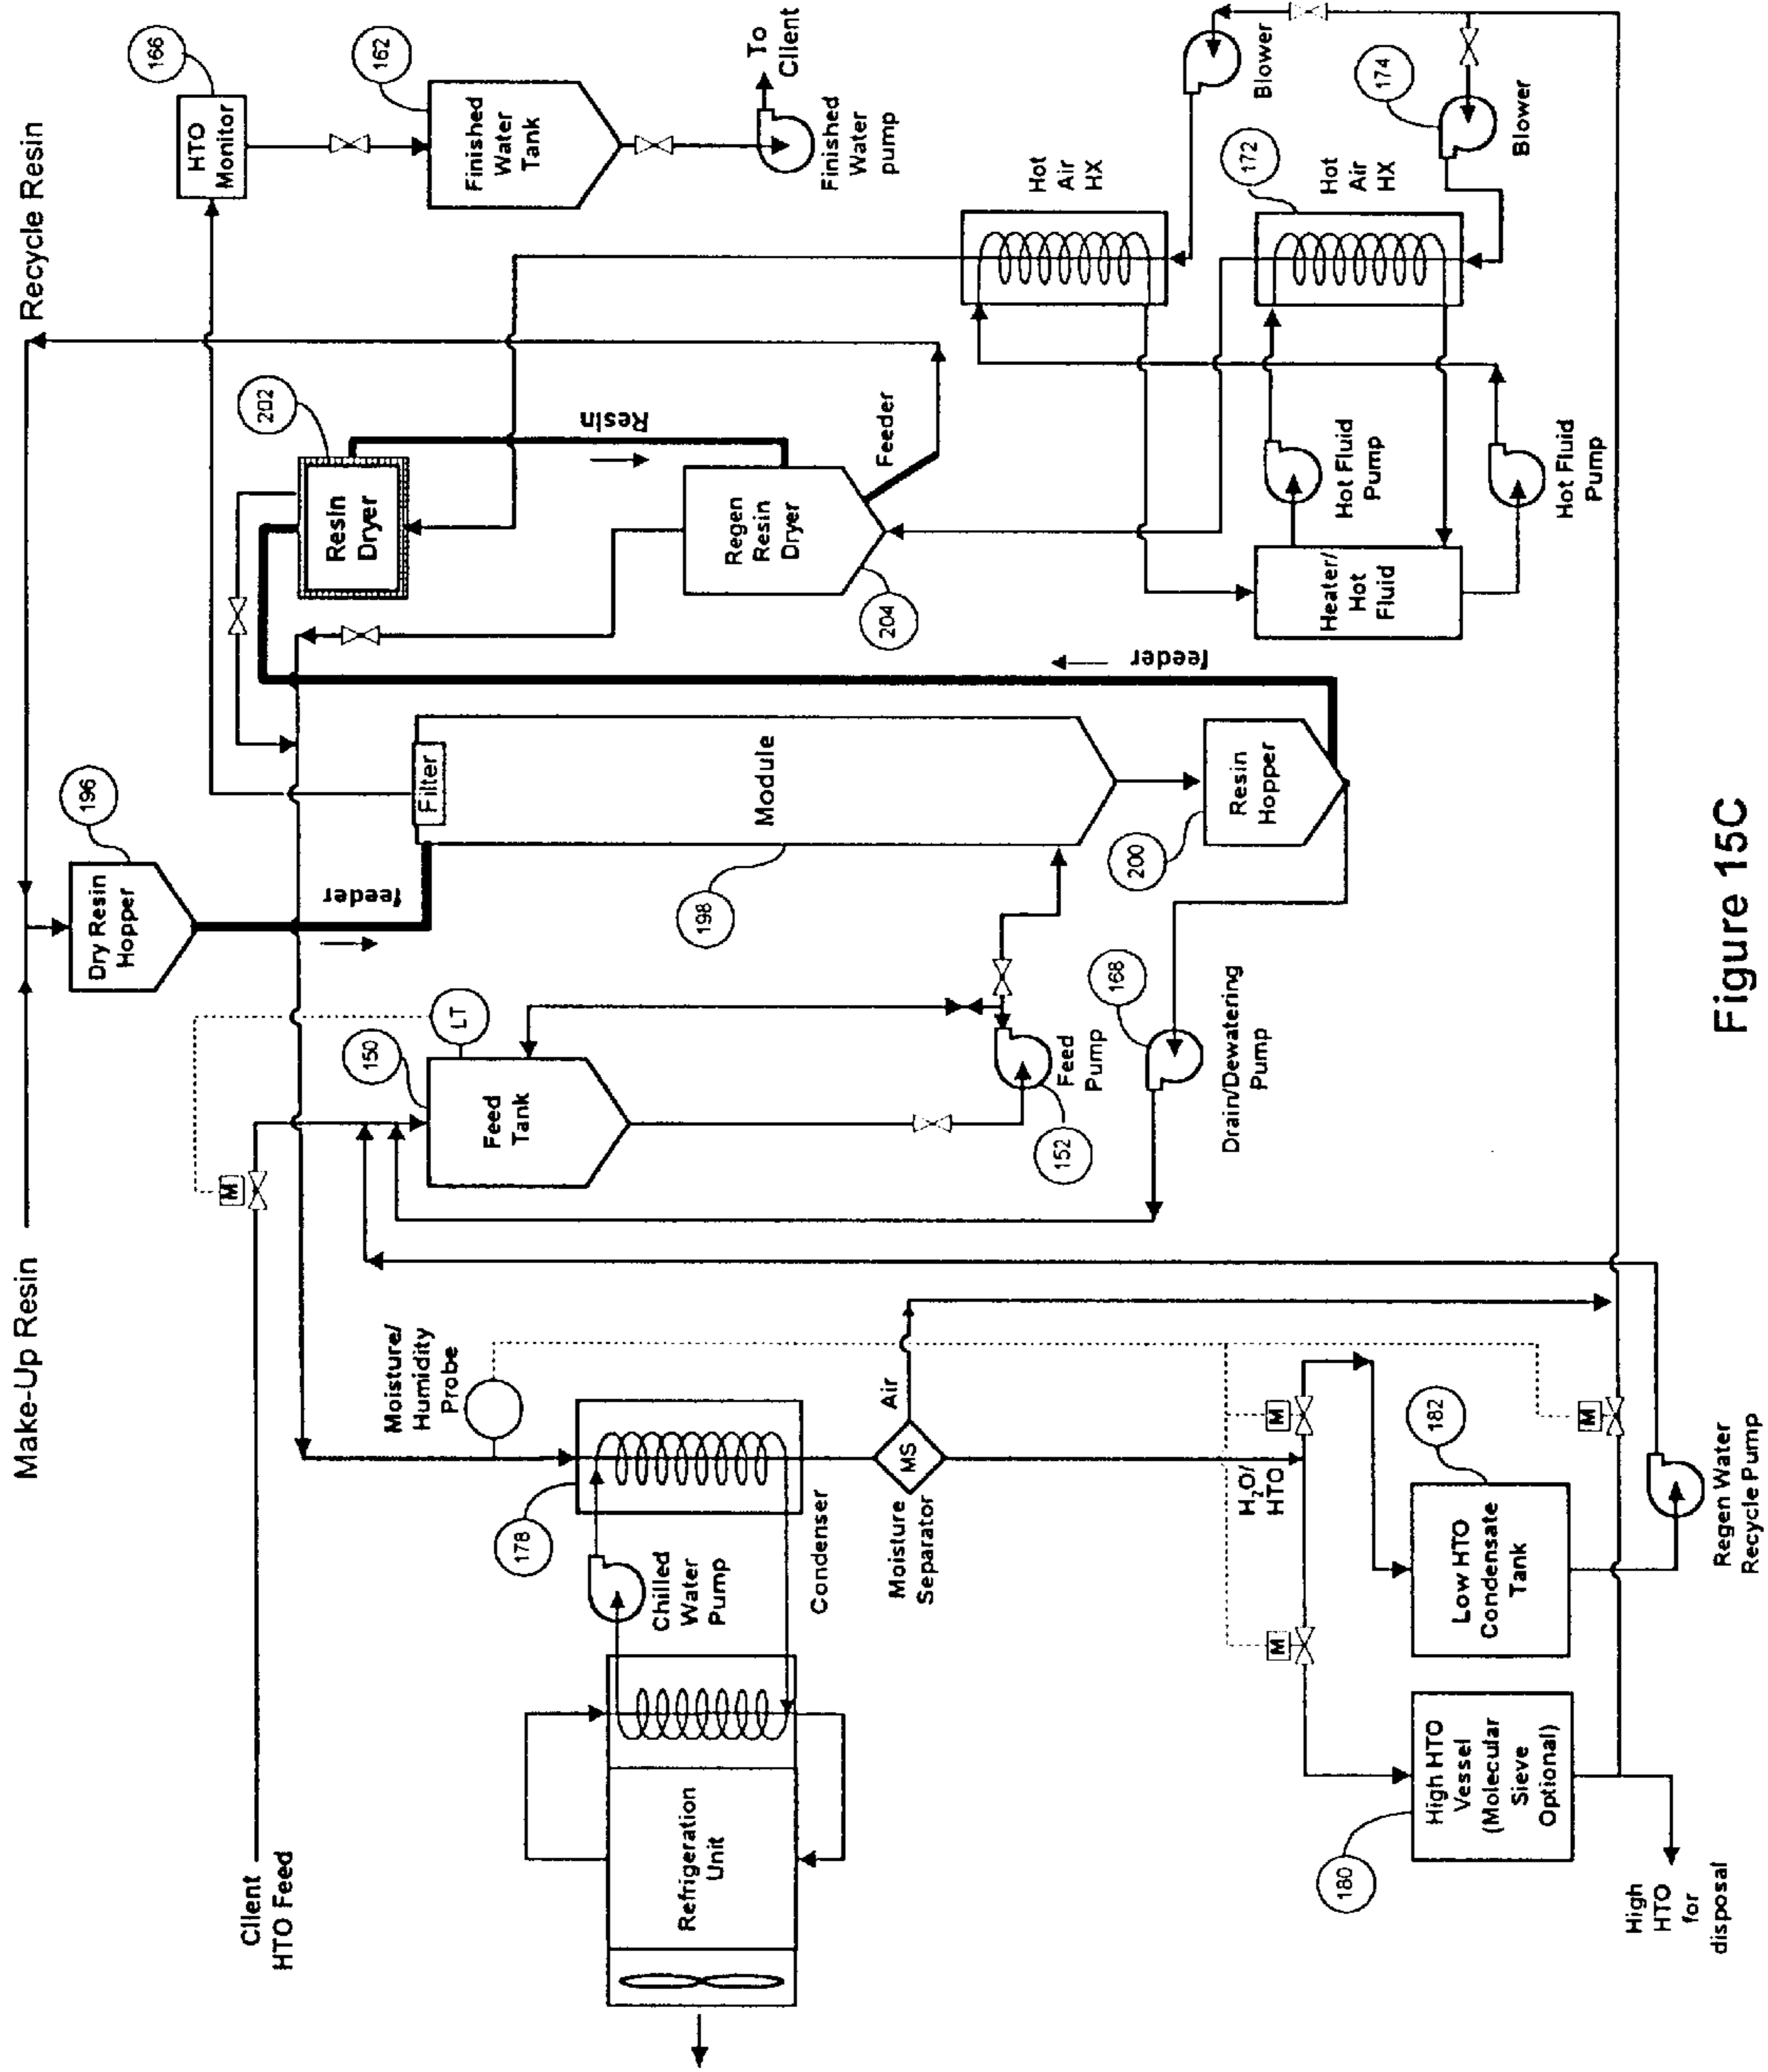 Make-Up Resin
Recycle Resin
Client
HTO Feed
Dry Resin
Hopper
196
feeder
HTO
Monitor
166
Finished
Water
Tank
162
To
Client
Finished
Water
pump
Resin
Dryer
202
Resin
Regen
Resin
Dryer
204
Feeder
M
LT
150
Feed
Tank
Feed
Pump
152
Filter
Module
198
Resin
Hopper
200
feeder
168
Drain/Dewatering
Pump
Hot
Air
HX
Blower
172
Hot
Air
HX
174
Blower
Hot Fluid
Pump
Heater/
Hot
Fluid
Hot Fluid
Pump
Moisture/
Humidity
Probe
178
Condenser
Chilled
Water
Pump
Refrigeration
Unit
MS
Air
Moisture
Separator
H2O/
HTO
M
M
M
182
Low HTO
Condensate
Tank
180
High HTO
Vessel
(Molecular
Sieve
Optional)
High
HTO
for
disposal
Regen Water
Recycle Pump
Figure 15C